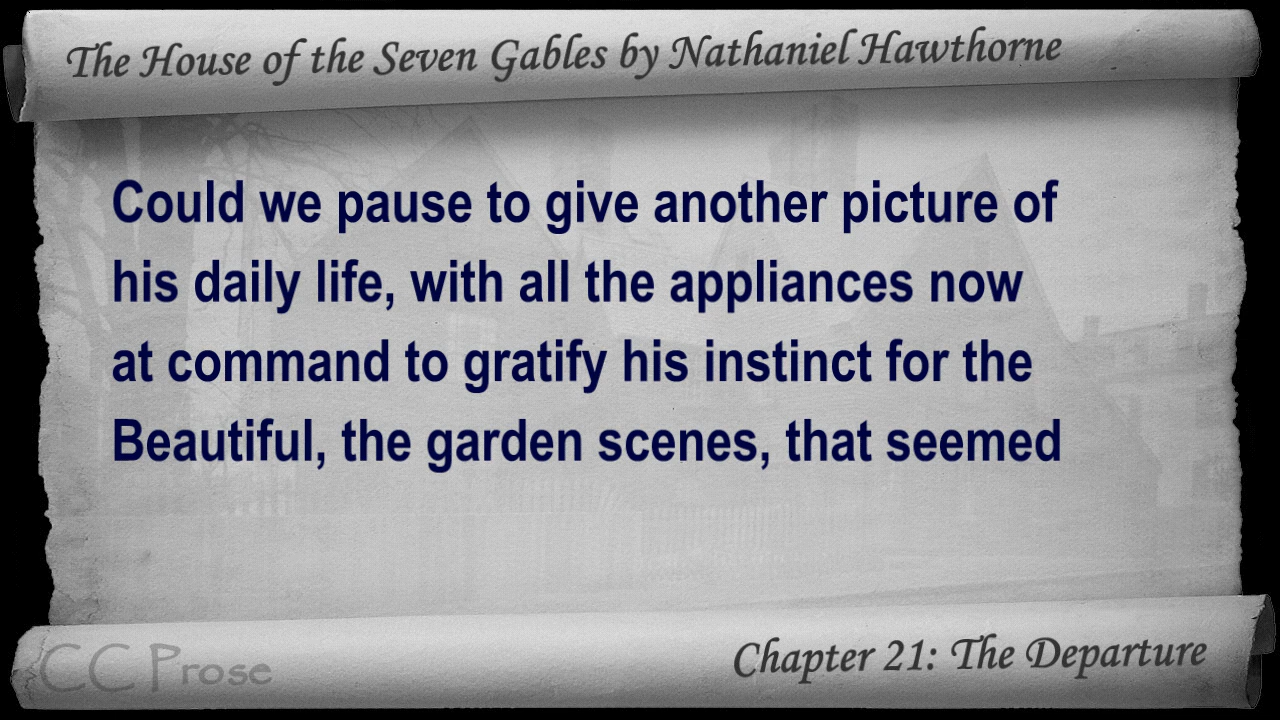 The House of the Seven Gables by Nathaniel Hawthorne
Could we pause to give another picture of
his daily life, with all the appliances now
at command to gratify his instinct for the
Beautiful, the garden scenes, that seemed
CC Prose
Chapter 21: The Departure